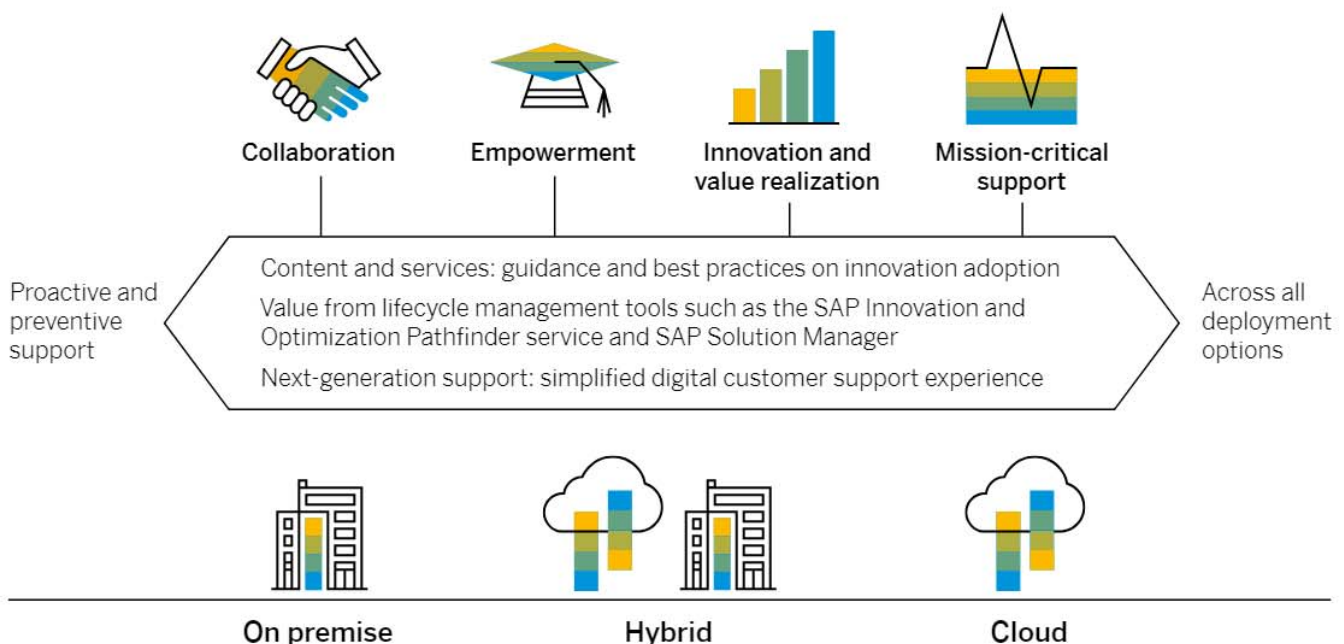 Collaboration
Empowerment
Innovation and
value realization
Mission-critical
support
Proactive and
preventive
support
Content and services: guidance and best practices on innovation adoption
Value from lifecycle management tools such as the SAP Innovation and
Optimization Pathfinder service and SAP Solution Manager
Next-generation support: simplified digital customer support experience
Across all
deployment
options
On premise
Hybrid
Cloud